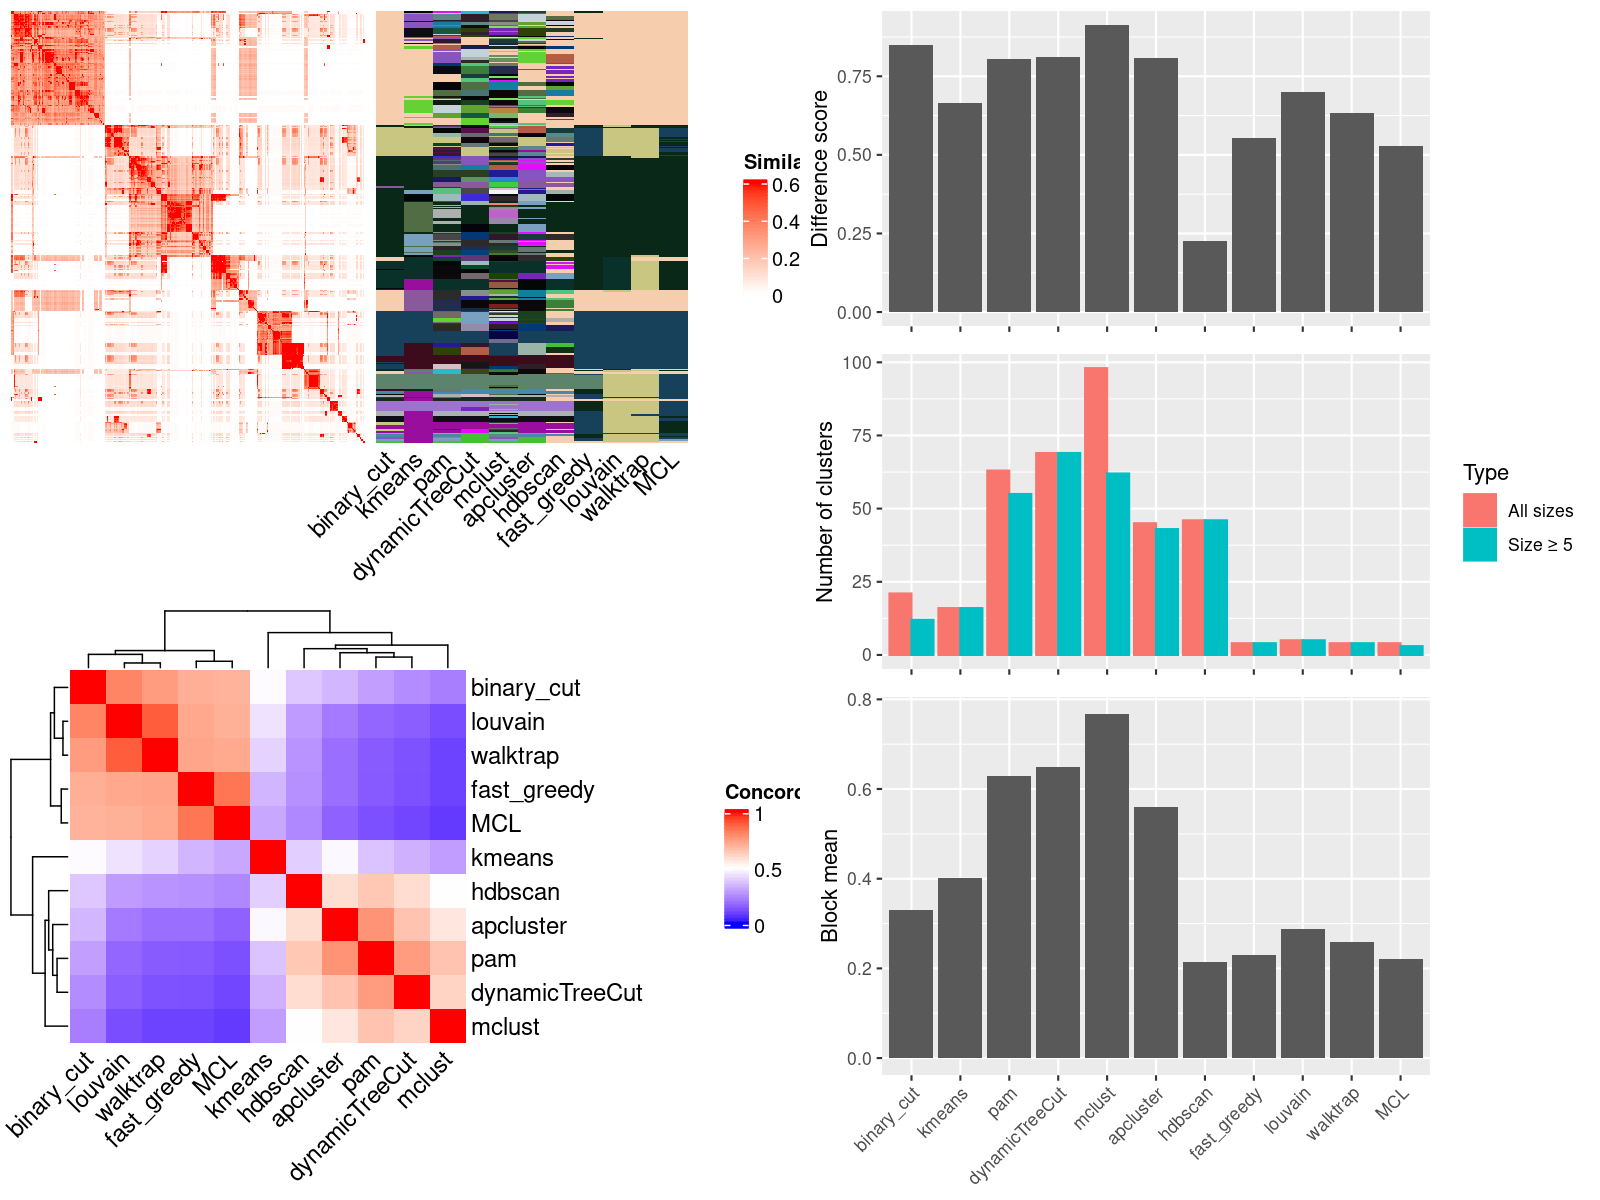 Simila
0.6
0.4
0.2
0
binary_cut
kmeans
pam
dynamicTreeCut
mclust
apcluster
hdbscan
fast_greedy
louvain
walktrap
MCL
binary_cut
louvain
walktrap
fast_greedy
MCL
kmeans
hdbscan
apcluster
pam
dynamicTreeCut
mclust
binary_cut
louvain
walktrap
fast_greedy
MCL
kmeans
hdbscan
apcluster
pam
dynamicTreeCut
mclust
Concord
1
0.5
0
Difference score
0.75
0.50
0.25
0.00
Number of clusters
100
75
50
25
0
Type
All sizes
Size ≥ 5
Block mean
0.8
0.6
0.4
0.2
0.0
binary_cut
kmeans
pam
dynamicTreeCut
mclust
apcluster
hdbscan
fast_greedy
louvain
walktrap
MCL